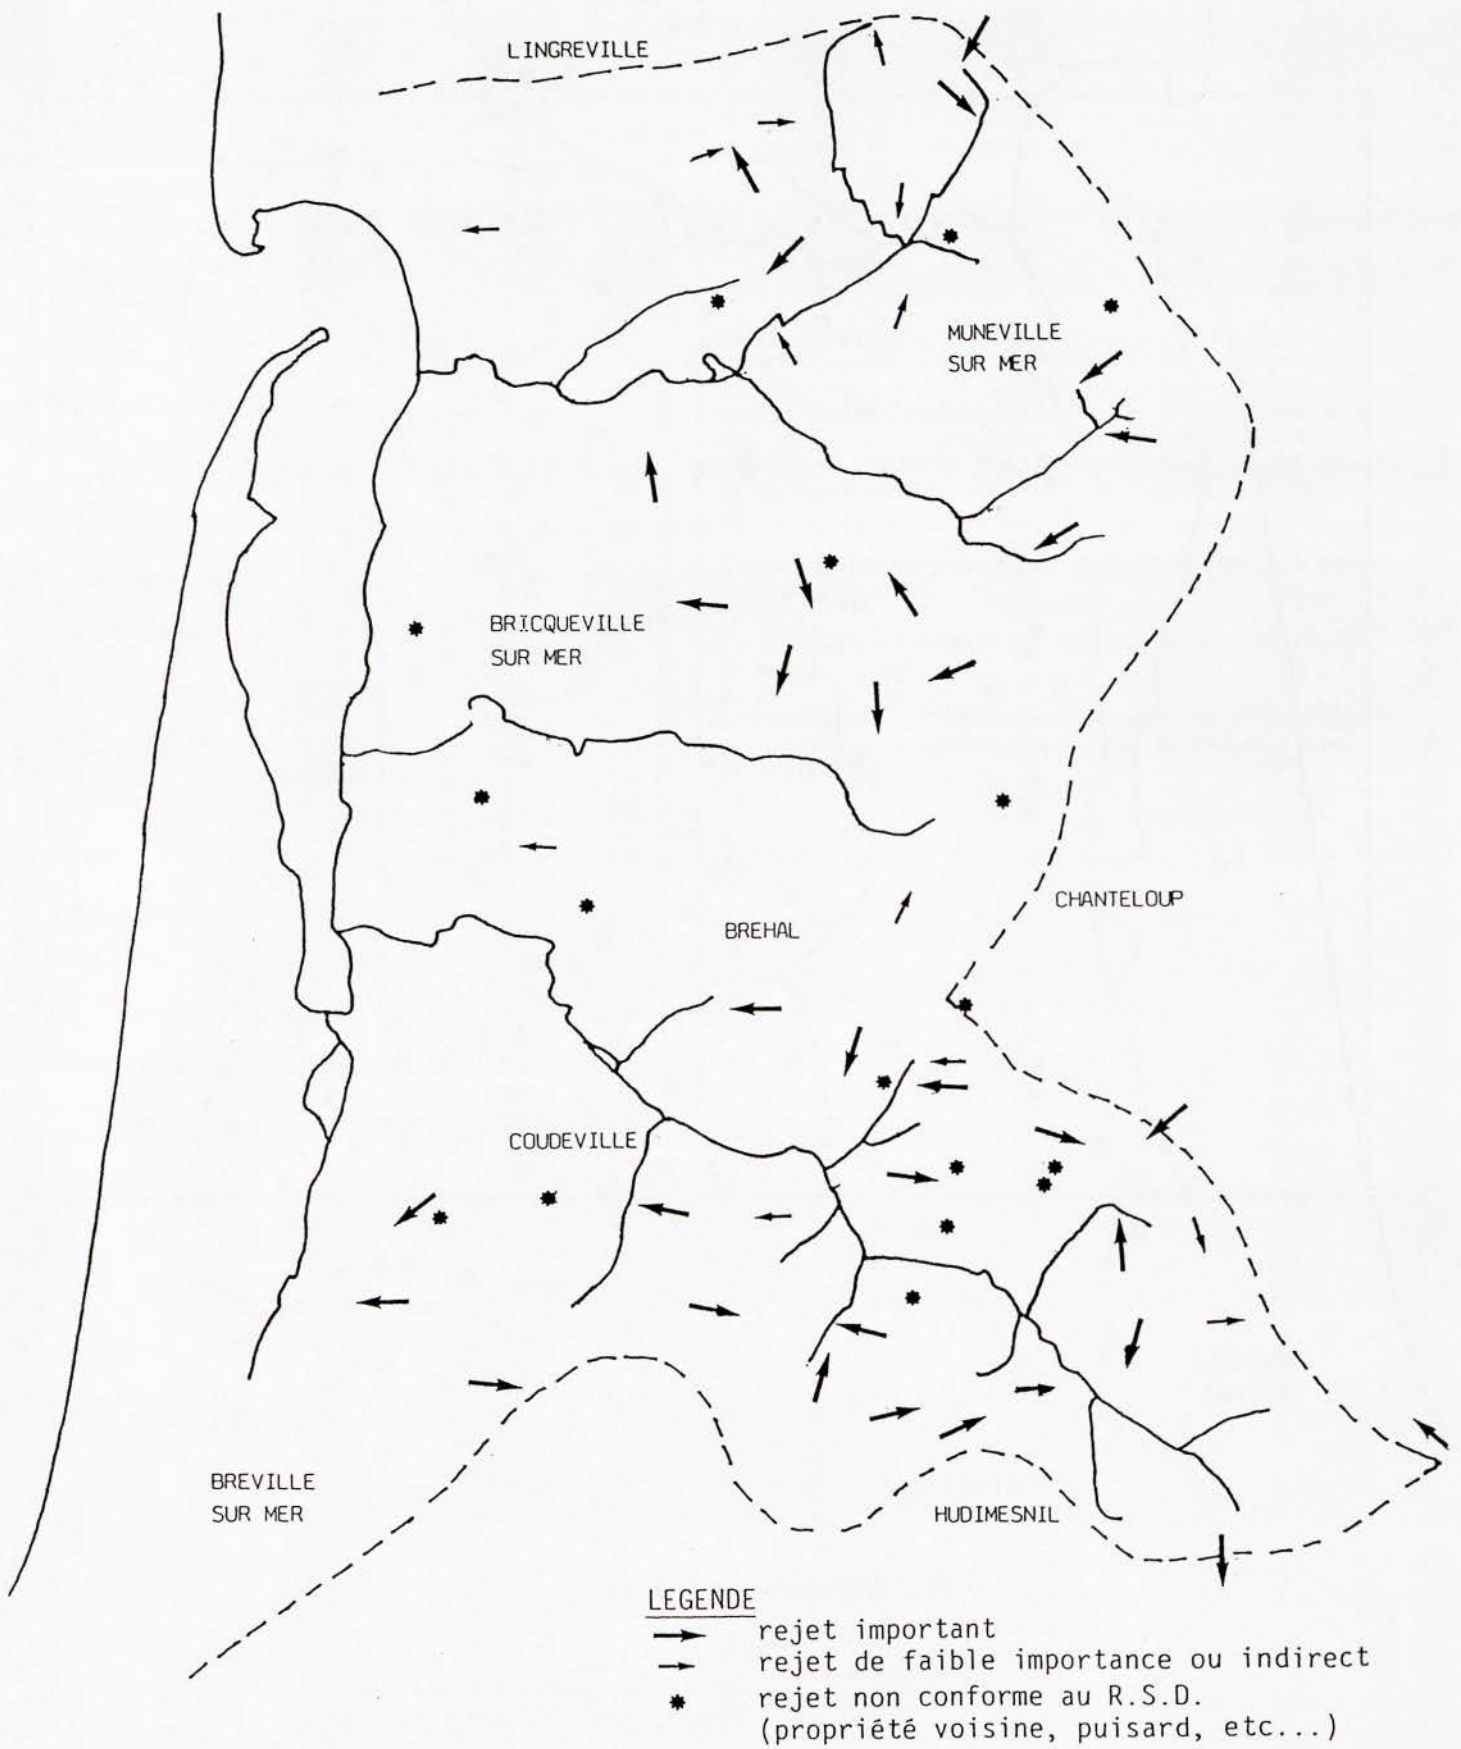 LINGREVILLE
MUNEVILLE
SUR MER
BRICQUEVILLE
SUR MER
CHANTELOUP
BREHAL
COUDEVILLE
BREVILLE
SUR MER
HUDIMESNIL
LEGENDE
rejet important
rejet de faible importance ou indirect
rejet non conforme au R.S.D.
(propriété voisine, puisard, etc...)